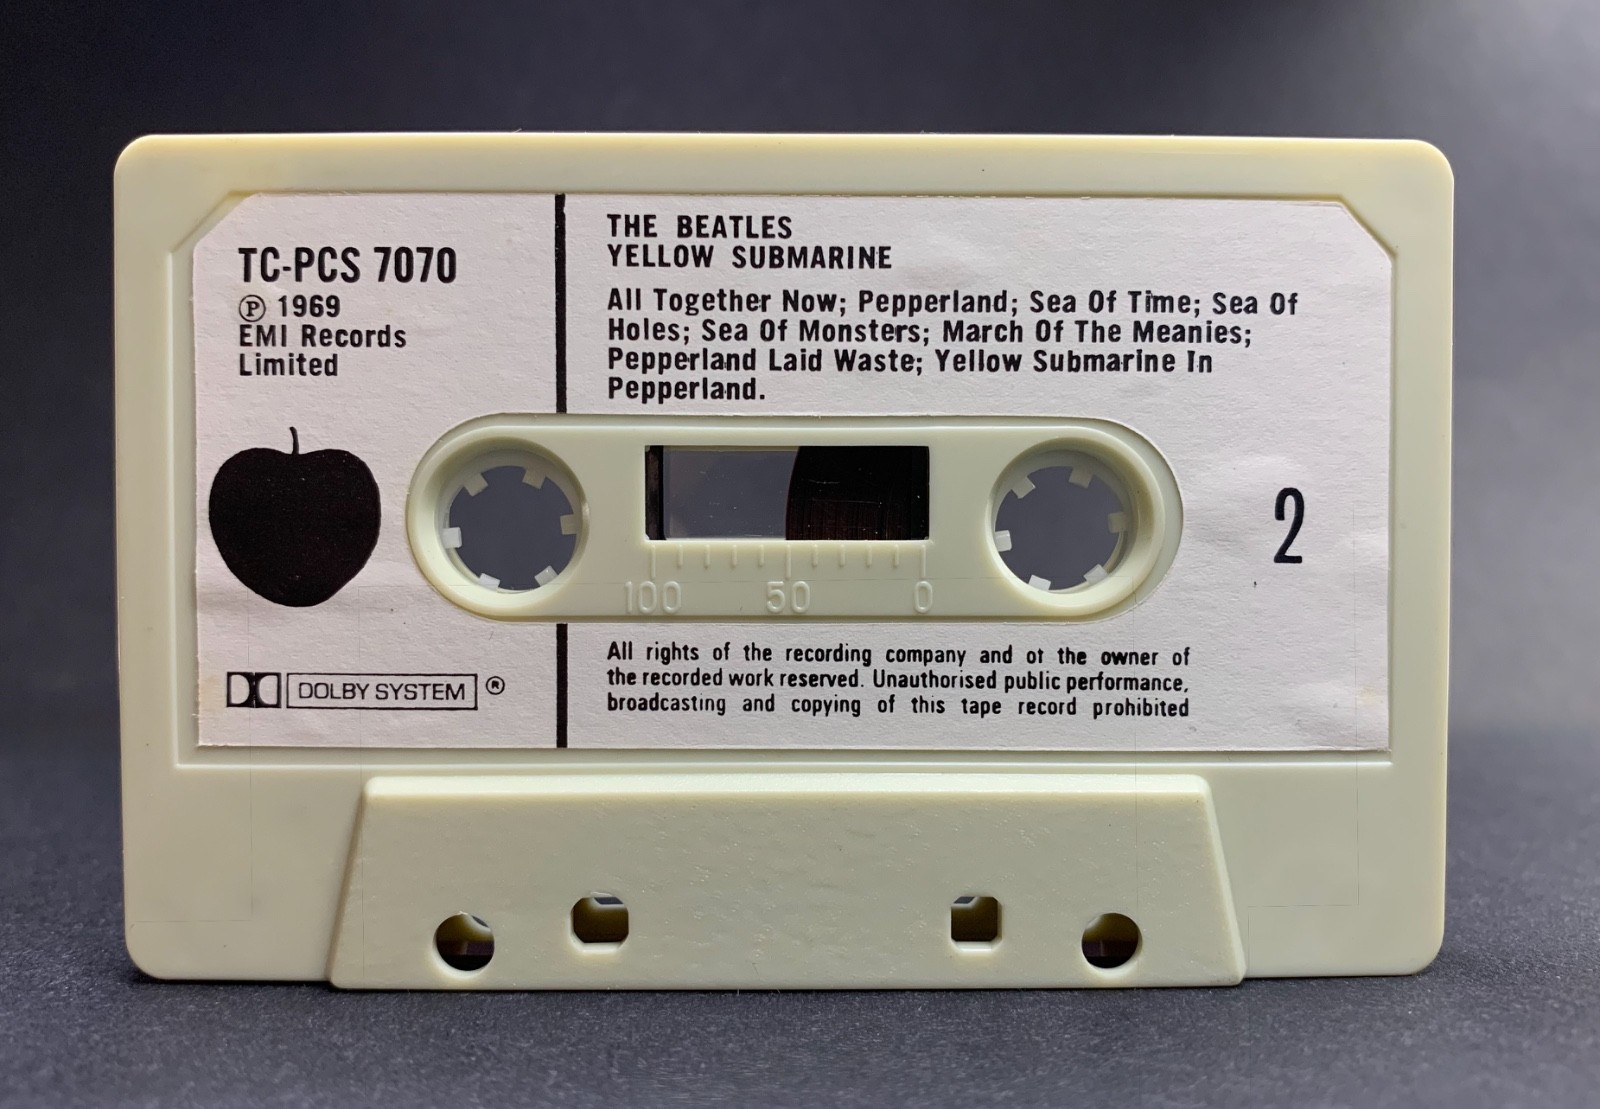 TC-PCS 7070
Ⓟ 1969
EMI Records
Limited
DOLBY SYSTEM ®
THE BEATLES
YELLOW SUBMARINE
All Together Now; Pepperland; Sea Of Time; Sea Of
Holes; Sea Of Monsters; March Of The Meanies;
Pepperland Laid Waste; Yellow Submarine In
Pepperland.
100 50 0
2
All rights of the recording company and of the owner of
the recorded work reserved. Unauthorised public performance,
broadcasting and copying of this tape record prohibited